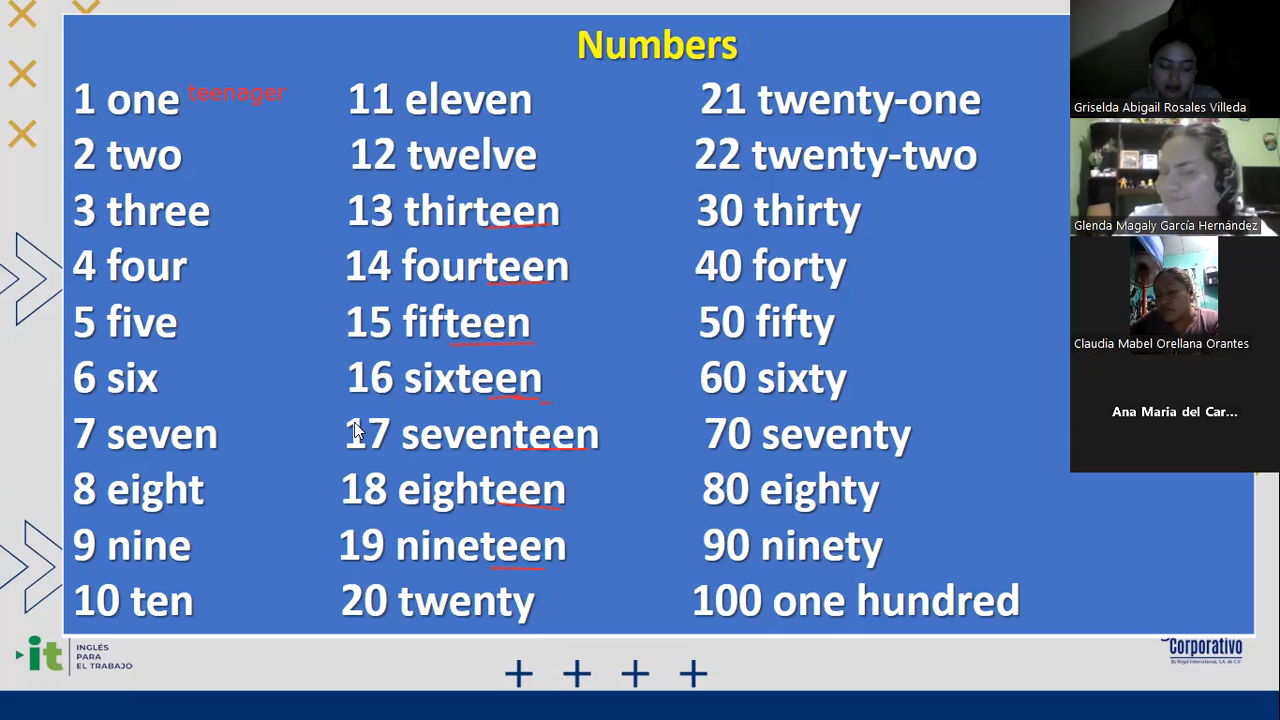 Numbers
1 one teenager
2 two
3 three
4 four
5 five
6 six
7 seven
8 eight
9 nine
10 ten
11 eleven
12 twelve
13 thirteen
14 fourteen
15 fifteen
16 sixteen
17 seventeen
18 eighteen
19 nineteen
20 twenty
21 twenty-one
22 twenty-two
30 thirty
40 forty
50 fifty
60 sixty
70 seventy
80 eighty
90 ninety
100 one hundred
Griselda Abigail Rosales Villeda
Glenda Magaly García Hernández
Claudia Mabel Orellana Orantes
Ana Maria del Car...
it
INGLÉS
PARA
EL TRABAJO
Corporativo